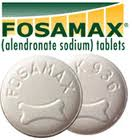 FOSAMAX®
(alendronate sodium) tablets
FOSAMAX
936